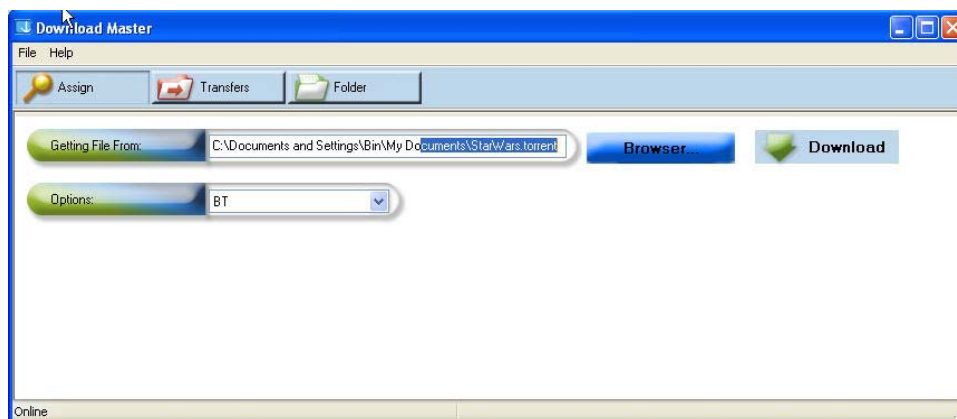 Download Master
File Help
Assign Transfers Folder
Getting File From: C:\Documents and Settings\Bin\My Documents\StarWars.torrent Browser... Download
Options: BT
Online